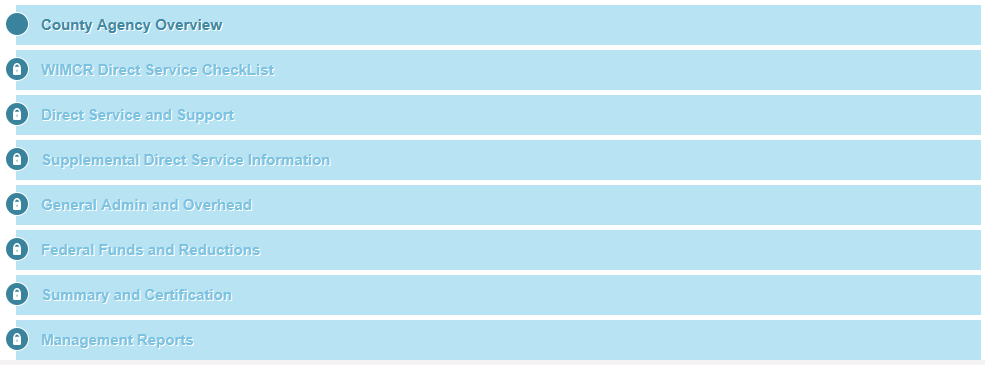 County Agency Overview
WIMCR Direct Service CheckList
Direct Service and Support
Supplemental Direct Service Information
General Admin and Overhead
Federal Funds and Reductions
Summary and Certification
Management Reports